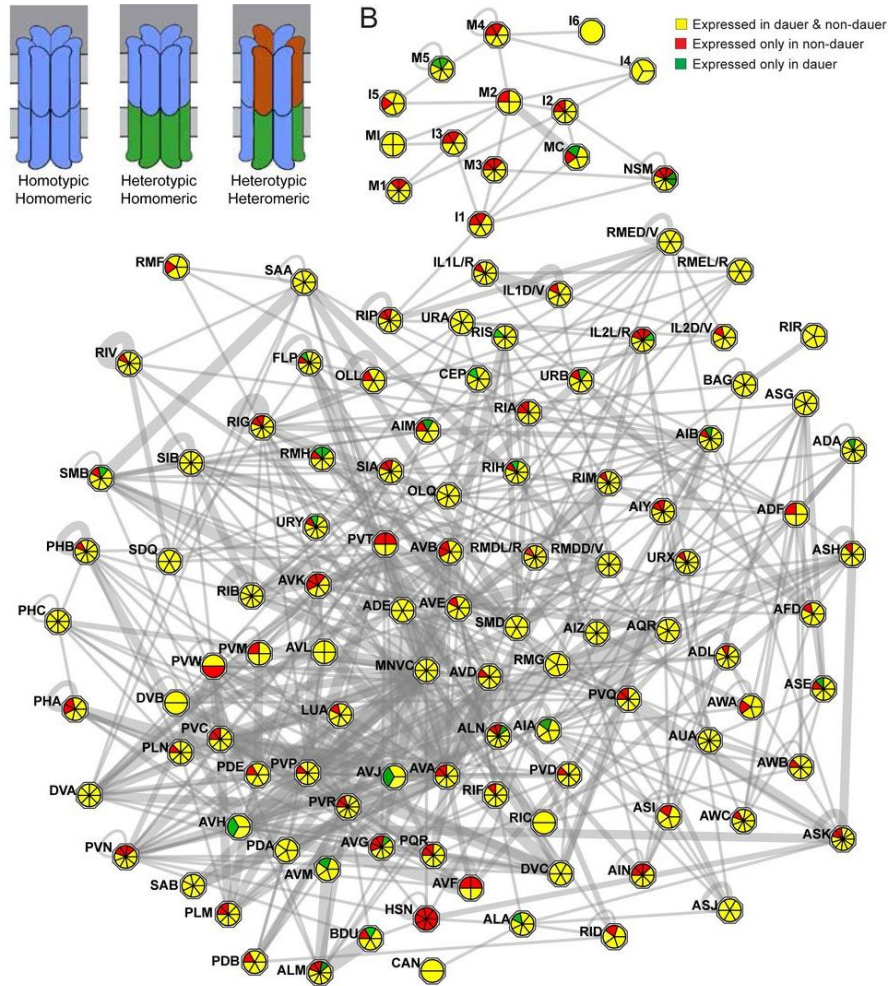 B
Expressed in dauer & non-dauer
Expressed only in non-dauer
Expressed only in dauer
Homotypic
Homomeric
Heterotypic
Homomeric
Heterotypic
Heteromeric
M4
I6
M5
I4
I5
M2
I2
MI
I3
MC
M3
NSM
M1
I1
RMED/V
RMF
SAA
IL1L/R
RMEL/R
IL1D/V
RIP
URA
RIS
IL2L/R
IL2D/V
RIR
RIV
FLP
OLL
CEP
URB
BAG
ASG
RIG
AIM
RIA
AIB
ADA
SMB
SIB
RMH
SIA
RIH
RIM
OLQ
AIY
ADF
URY
PVT
AVB
RMDL/R
RMDD/V
URX
ASH
PHB
SDQ
RIB
AVK
ADE
AVE
SMD
AIZ
AQR
AFD
PHC
PVW
PVM
AVL
MNVC
AVD
RMG
ADL
PVQ
ASE
PHA
DVB
LUA
AWA
PVC
ALN
AIA
AUA
PLN
PDE
PVP
AVJ
AVA
PVD
AWB
DVA
RIF
PVR
ASI
AWC
AVH
RIC
ASK
PVN
PDA
AVG
PQR
AVM
DVC
AIN
SAB
AVF
PLM
HSN
ASJ
BDU
ALA
RID
PDB
ALM
CAN